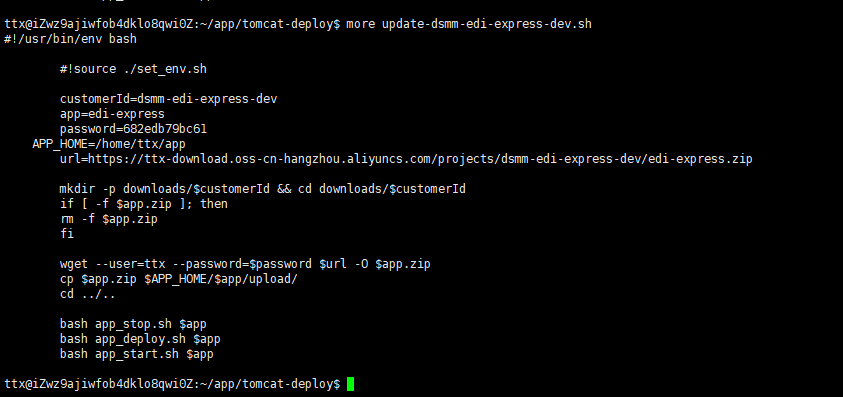 ttx@iZwz9ajiwfob4dklo8qwi0Z:~/app/tomcat-deploy$ more update-dsmm-edi-express-dev.sh
#!/usr/bin/env bash
#!source ./set_env.sh
customerId=dsmm-edi-express-dev
app=edi-express
password=682edb79bc61
APP_HOME=/home/ttx/app
url=https://ttx-download.oss-cn-hangzhou.aliyuncs.com/projects/dsmm-edi-express-dev/edi-express.zip
mkdir -p downloads/$customerId && cd downloads/$customerId
if [ -f $app.zip ]; then
rm -f $app.zip
fi
wget --user=ttx --password=$password $url -O $app.zip
cp $app.zip $APP_HOME/$app/upload/
cd ../..
bash app_stop.sh $app
bash app_deploy.sh $app
bash app_start.sh $app
ttx@iZwz9ajiwfob4dklo8qwi0Z:~/app/tomcat-deploy$